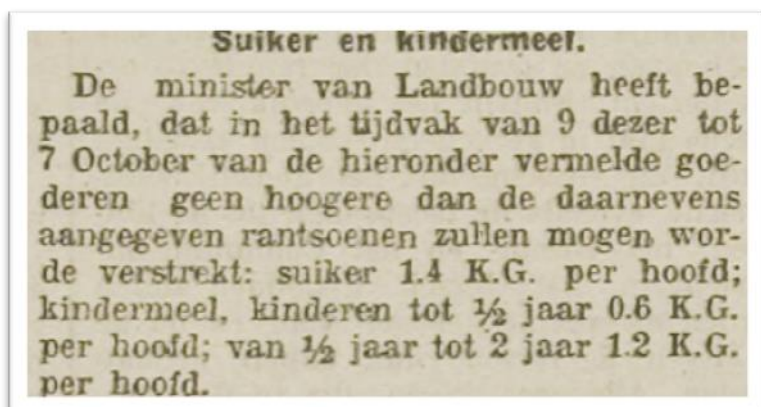 Suiker en kindermeel.
De minister van Landbouw heeft be-
paald, dat in het tijdvak van 9 dezer tot
7 October van de hieronder vermelde goe-
deren geen hoogere dan de daarnevens
aangegeven rantsoenen zullen mogen wor-
de verstrekt: suiker 1.4 K.G. per hoofd;
kindermeel, kinderen tot ½ jaar 0.6 K.G.
per hoofd; van ½ jaar tot 2 jaar 1.2 K.G.
per hoofd.